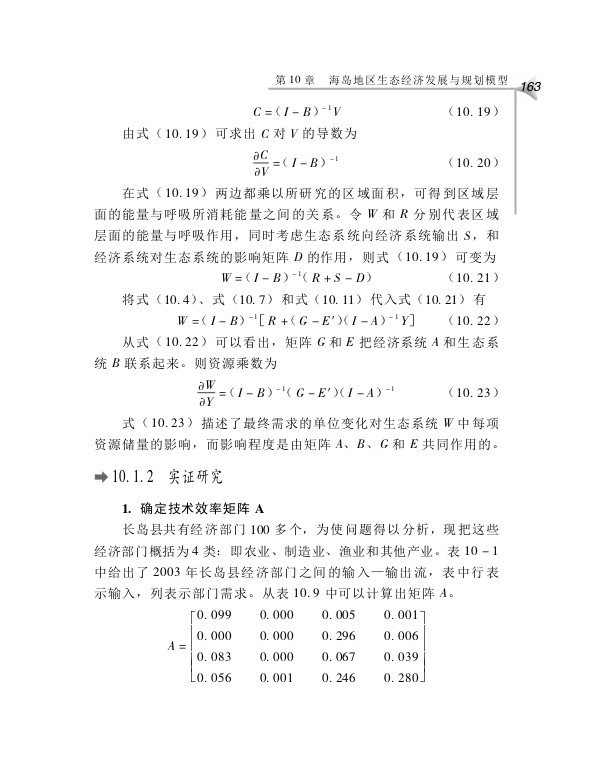 第 10 章 海岛地区生态经济发展与规划模型
163
C =( I − B )⁻¹V （10. 19）
由式（10. 19）可求出 C 对 V 的导数为
∂C/∂V =( I − B )⁻¹ （10. 20）
在式（10. 19）两边都乘以所研究的区域面积，可得到区域层
面的能量与呼吸所消耗能量之间的关系。令 W 和 R 分别代表区域
层面的能量与呼吸作用，同时考虑生态系统向经济系统输出 S，和
经济系统对生态系统的影响矩阵 D 的作用，则式（10. 19）可变为
W =( I − B )⁻¹( R + S − D) （10. 21）
将式（10. 4）、式（10. 7）和式（10. 11）代入式（10. 21）有
W =( I − B )⁻¹[ R +( G − E′)( I − A )⁻¹ Y] （10. 22）
从式（10. 22）可以看出，矩阵 G 和 E 把经济系统 A 和生态系
统 B 联系起来。则资源乘数为
∂W/∂Y =( I − B )⁻¹( G − E′)( I − A )⁻¹ （10. 23）
式（10. 23）描述了最终需求的单位变化对生态系统 W 中每项
资源储量的影响，而影响程度是由矩阵 A、B、G 和 E 共同作用的。
➡ 10.1.2 实证研究
1. 确定技术效率矩阵 A
长岛县共有经济部门 100 多个，为使问题得以分析，现把这些
经济部门概括为 4 类：即农业、制造业、渔业和其他产业。表 10 − 1
中给出了 2003 年长岛县经济部门之间的输入—输出流，表中行表
示输入，列表示部门需求。从表 10. 9 中可以计算出矩阵 A。
0. 099 0. 000 0. 005 0. 001
0. 000 0. 000 0. 296 0. 006
A =
0. 083 0. 000 0. 067 0. 039
0. 056 0. 001 0. 246 0. 280